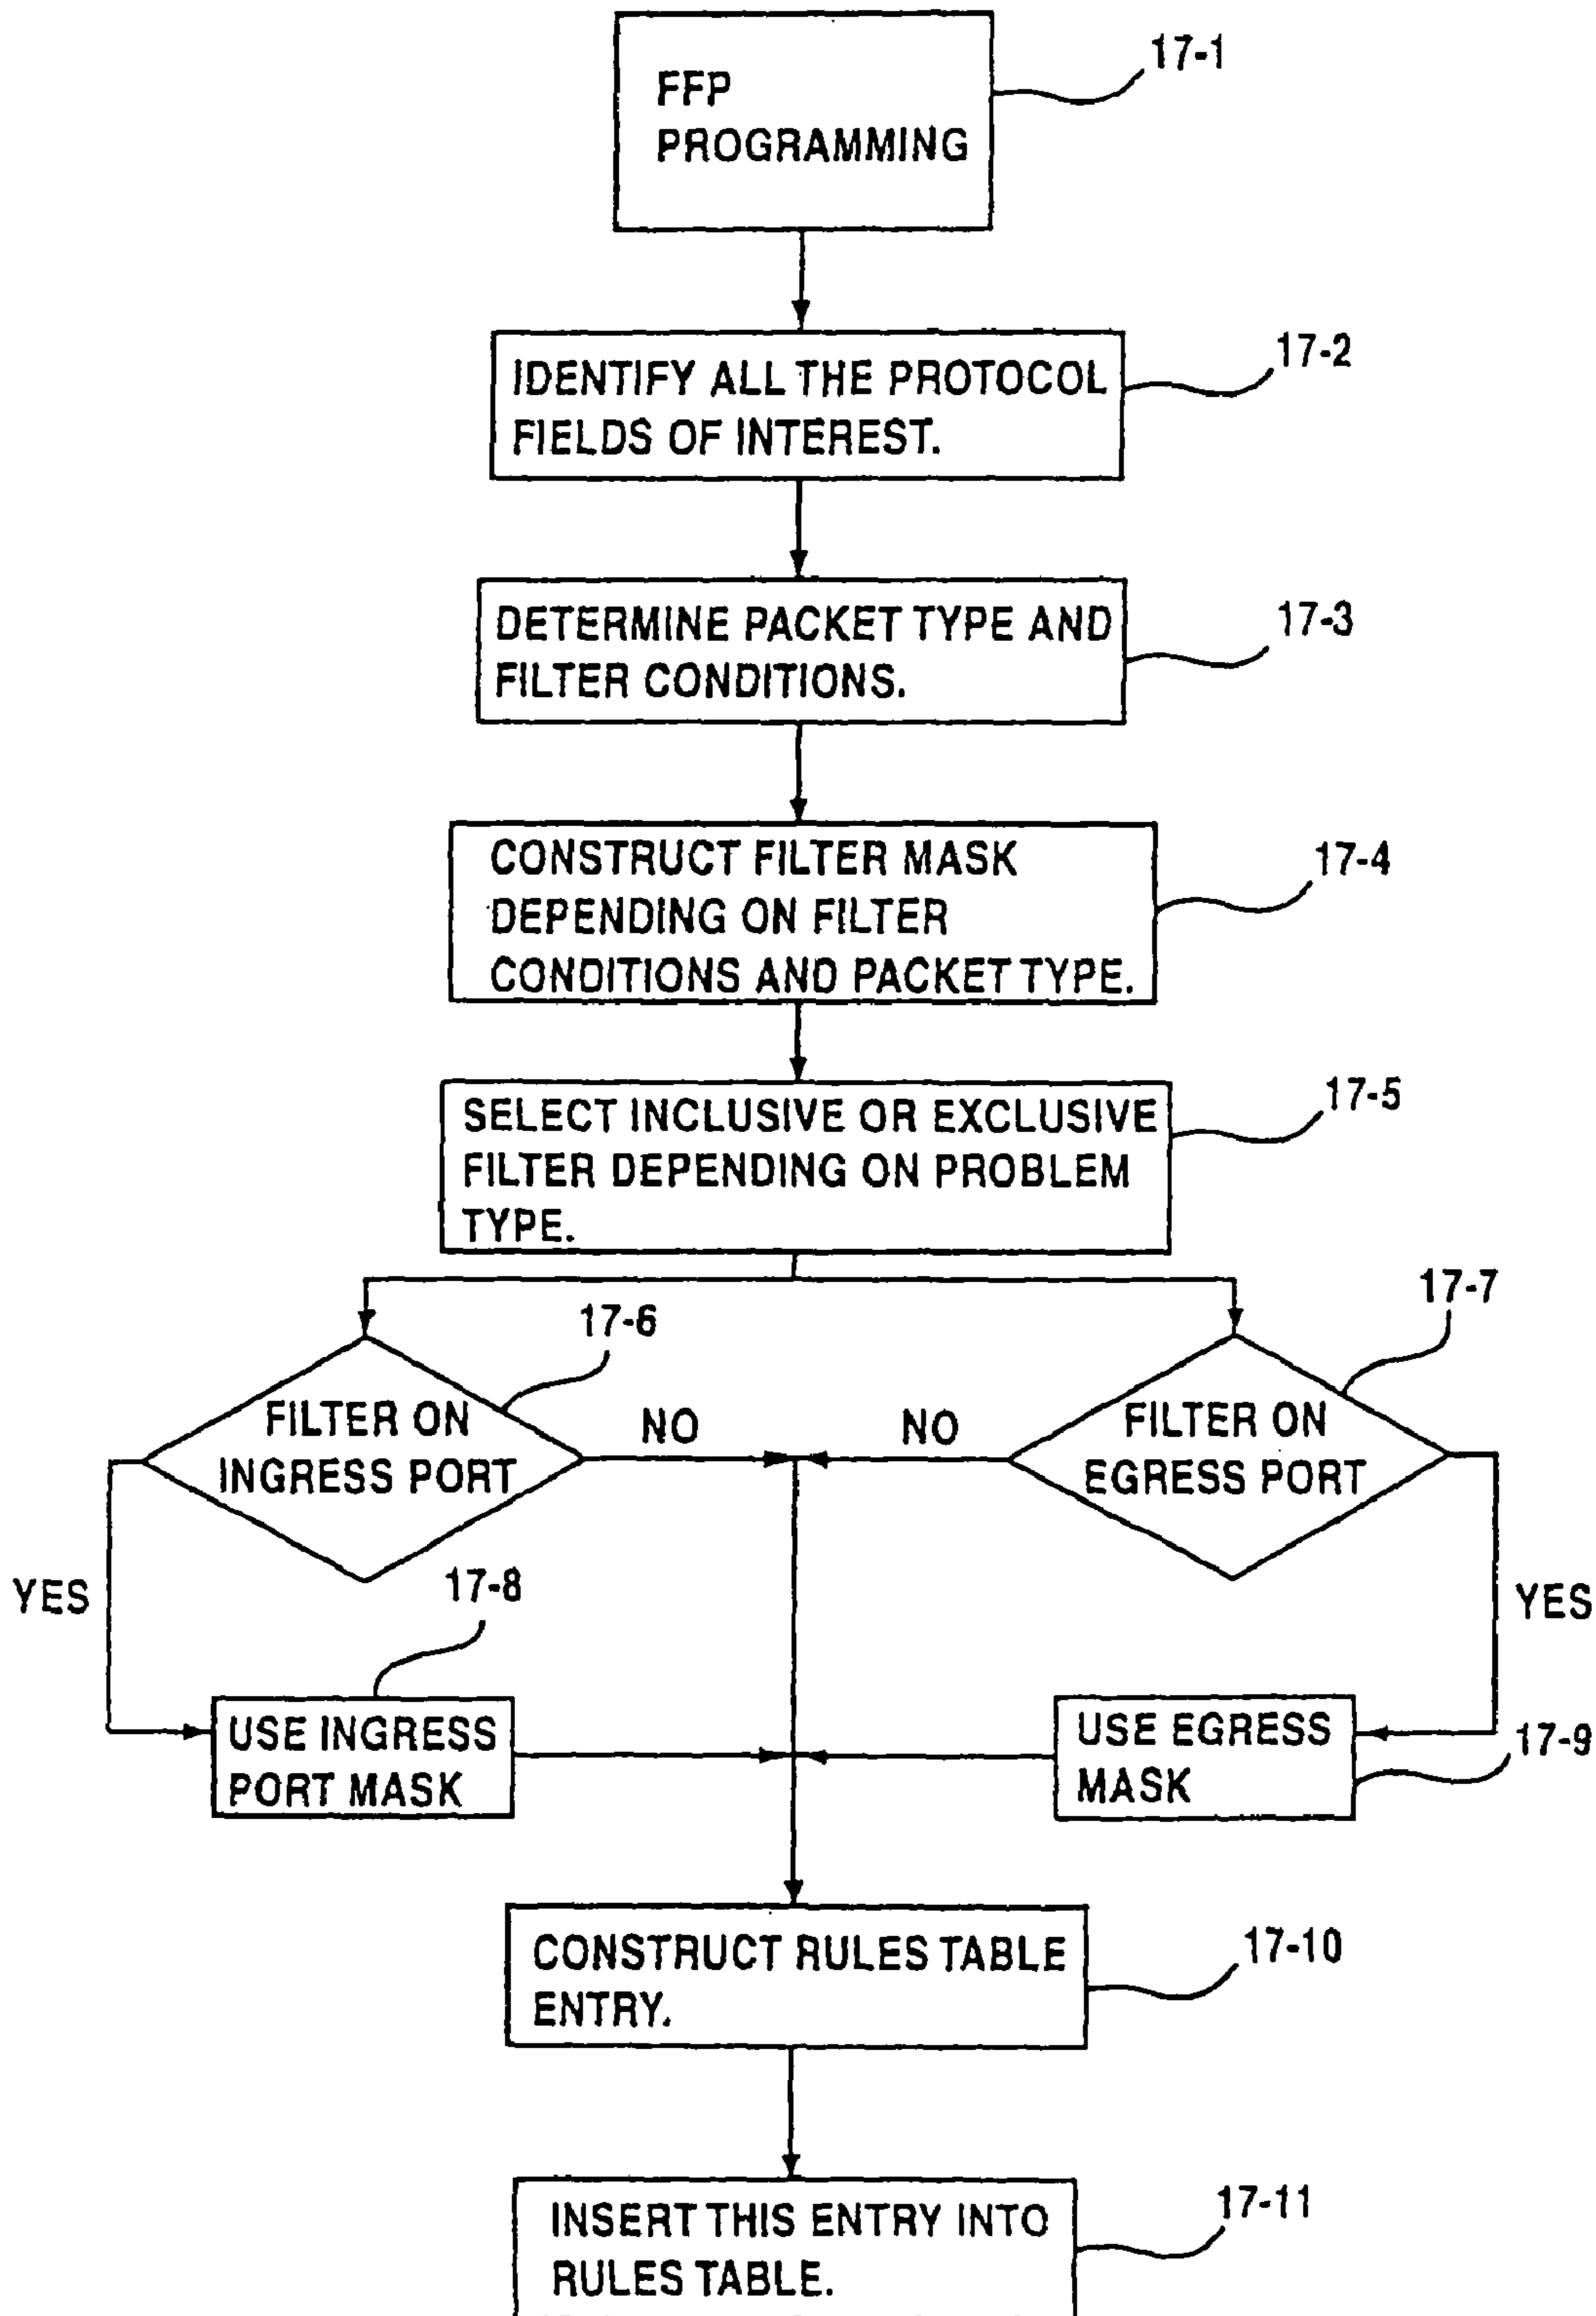 FFP
PROGRAMMING
17-1
IDENTIFY ALL THE PROTOCOL
FIELDS OF INTEREST.
17-2
DETERMINE PACKET TYPE AND
FILTER CONDITIONS.
17-3
CONSTRUCT FILTER MASK
DEPENDING ON FILTER
CONDITIONS AND PACKET TYPE.
17-4
SELECT INCLUSIVE OR EXCLUSIVE
FILTER DEPENDING ON PROBLEM
TYPE.
17-5
17-6
FILTER ON
INGRESS PORT
NO
NO
17-7
FILTER ON
EGRESS PORT
YES
YES
17-8
USE INGRESS
PORT MASK
USE EGRESS
MASK
17-9
CONSTRUCT RULES TABLE
ENTRY.
17-10
INSERT THIS ENTRY INTO
RULES TABLE.
17-11